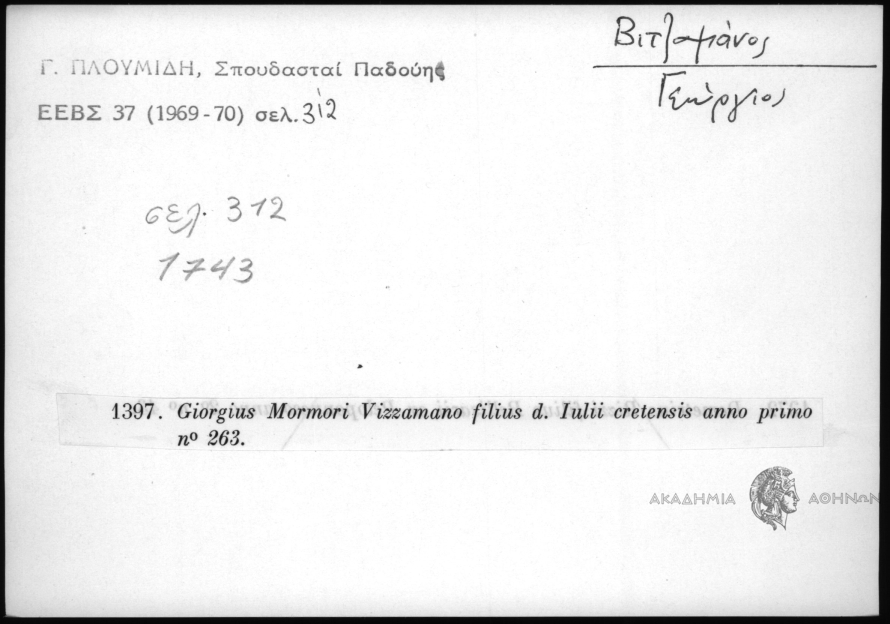 Βιτζαμάνος
Γεώργιος
Γ. ΠΛΟΥΜΙΔΗ, Σπουδασταί Παδούης
ΕΕΒΣ 37 (1969-70) σελ. 312
σελ. 312
1743
1397. Giorgius Mormori Vizzamano filius d. Iulii cretensis anno primo
nº 263.
ΑΚΑΔΗΜΙΑ ΑΘΗΝΩΝ